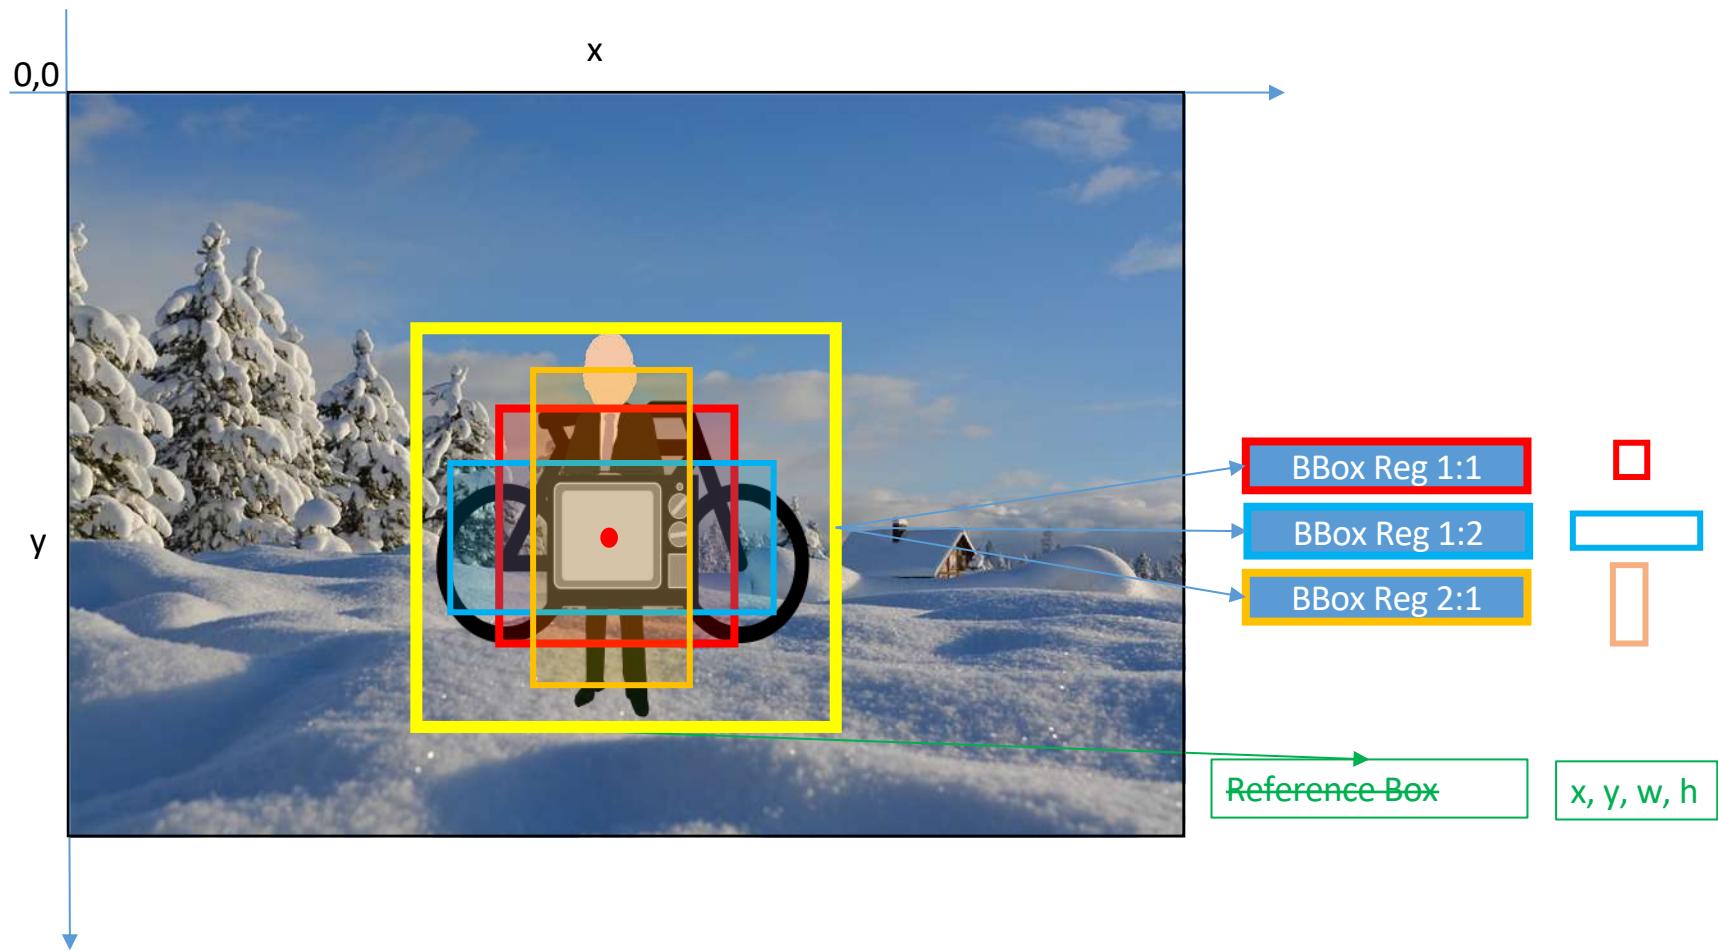 x
0,0
y
BBox Reg 1:1
BBox Reg 1:2
BBox Reg 2:1
Reference Box
x, y, w, h